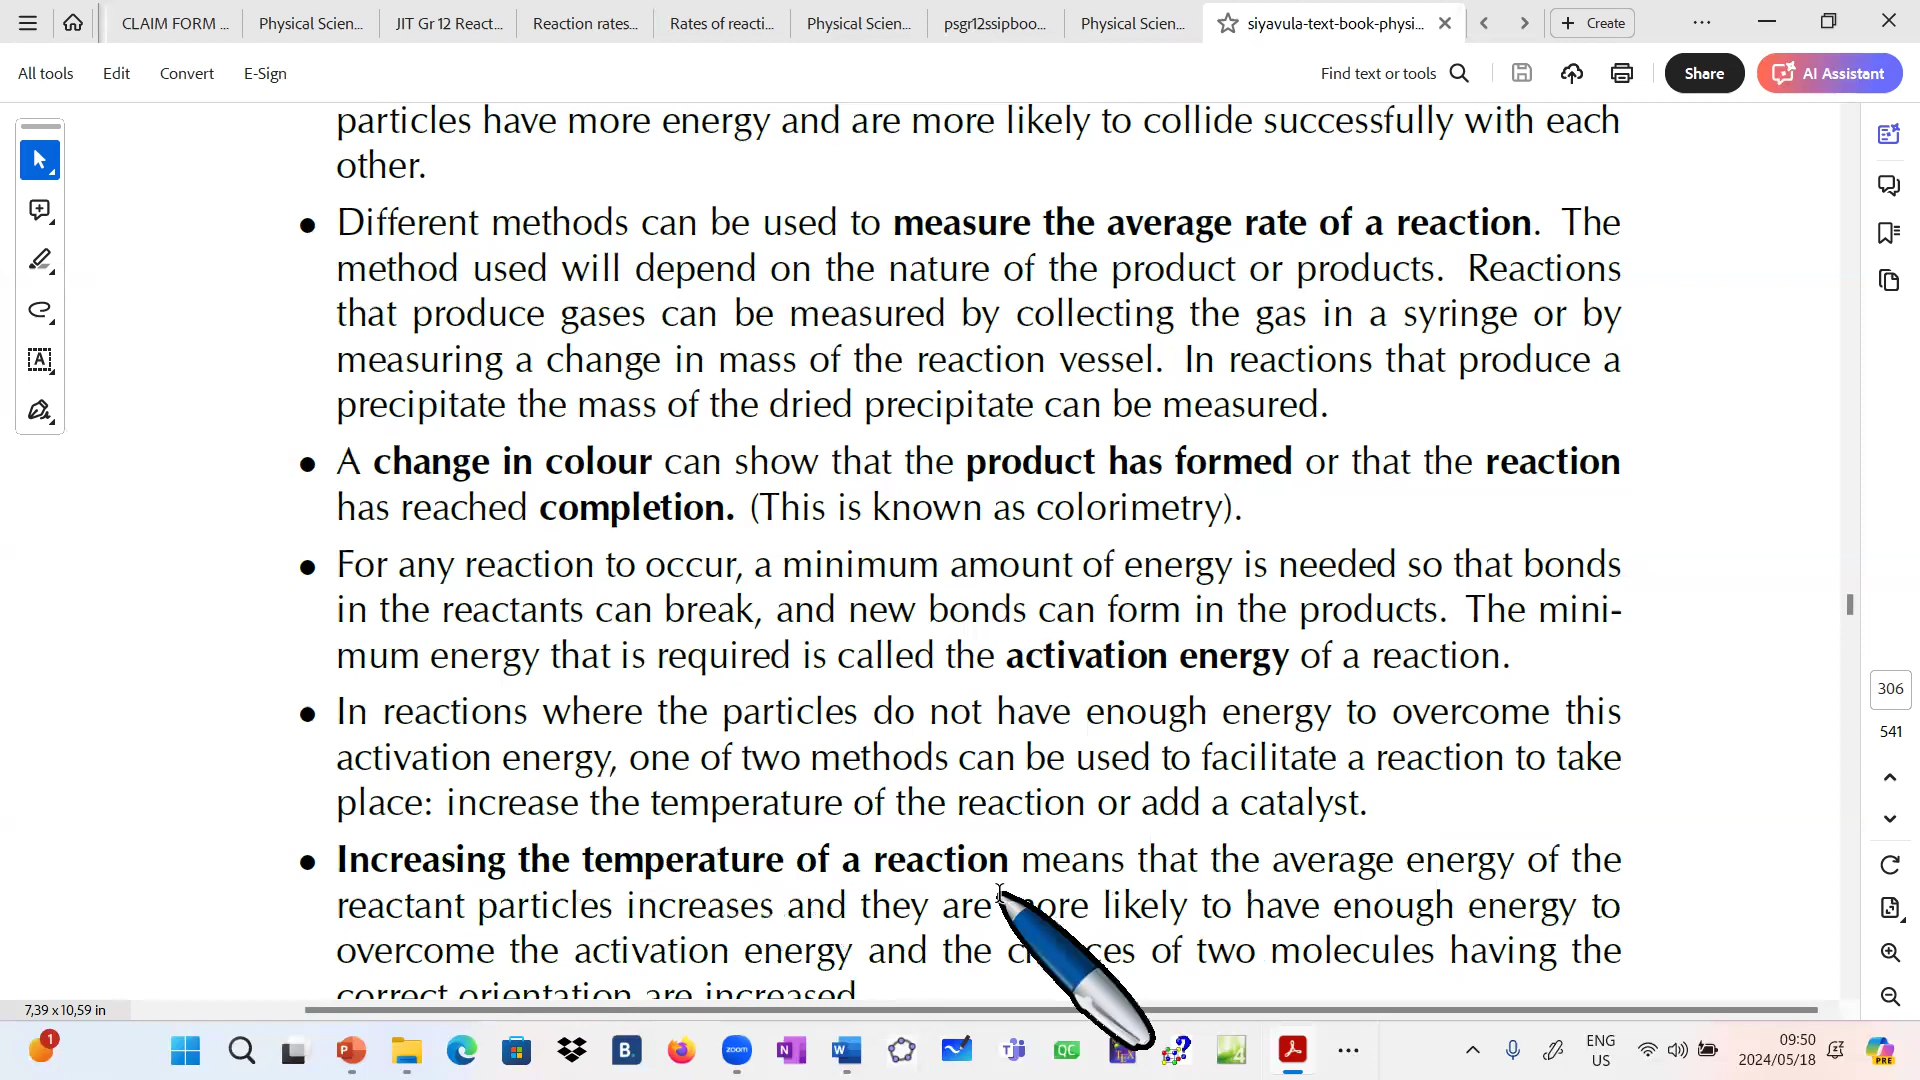 CLAIM FORM ...
Physical Scien...
JIT Gr 12 React...
Reaction rates...
Rates of reacti...
Physical Scien...
psgr12ssipboo...
Physical Scien...
siyavula-text-book-physi...
Create
All tools
Edit
Convert
E-Sign
Find text or tools
Share
AI Assistant
particles have more energy and are more likely to collide successfully with each
other.
• Different methods can be used to measure the average rate of a reaction. The
method used will depend on the nature of the product or products. Reactions
that produce gases can be measured by collecting the gas in a syringe or by
measuring a change in mass of the reaction vessel. In reactions that produce a
precipitate the mass of the dried precipitate can be measured.
• A change in colour can show that the product has formed or that the reaction
has reached completion. (This is known as colorimetry).
• For any reaction to occur, a minimum amount of energy is needed so that bonds
in the reactants can break, and new bonds can form in the products. The mini-
mum energy that is required is called the activation energy of a reaction.
• In reactions where the particles do not have enough energy to overcome this
activation energy, one of two methods can be used to facilitate a reaction to take
place: increase the temperature of the reaction or add a catalyst.
• Increasing the temperature of a reaction means that the average energy of the
reactant particles increases and they are more likely to have enough energy to
overcome the activation energy and the chances of two molecules having the
correct orientation are increased
306
541
7,39 x 10,59 in
1
B.
zoom
N
W
QC
TEX
4
ENG
US
09:50
2024/05/18
PRE